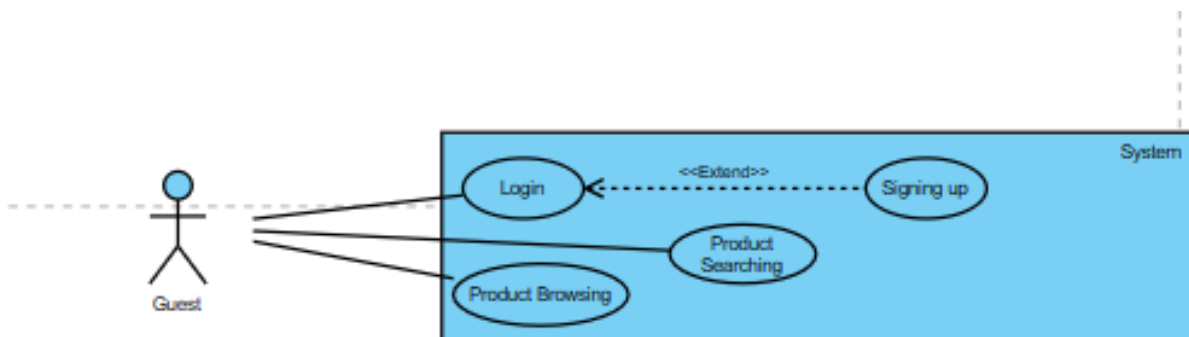 System
Login
<<Extend>>
Signing up
Product
Searching
Product Browsing
Guest